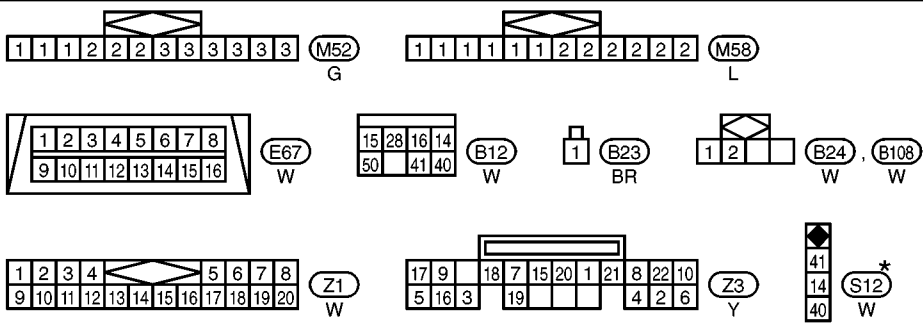 1 1 1 2 2 2 3 3 3 3 3 3 M52 1 1 1 1 1 1 2 2 2 2 2 2 M58
G L
1 2 3 4 5 6 7 8 15 28 16 14
E67 B12 1 B23 1 2 B24 , B108
9 10 11 12 13 14 15 16 50 41 40
W W BR W W
1 2 3 4 5 6 7 8 17 9 18 7 15 20 1 21 8 22 10 41 *
Z1 Z3 14 S12
9 10 11 12 13 14 15 16 17 18 19 20 5 16 3 19 4 2 6 40
W Y W